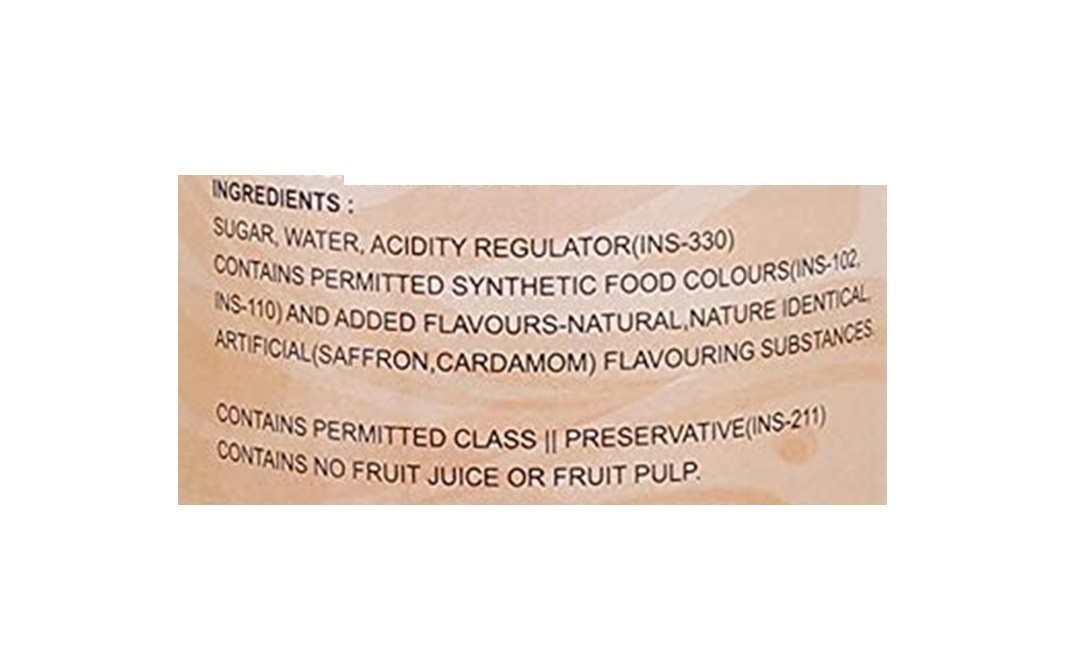 INGREDIENTS :
SUGAR, WATER, ACIDITY REGULATOR(INS-330)
CONTAINS PERMITTED SYNTHETIC FOOD COLOURS(INS-102,
INS-110) AND ADDED FLAVOURS-NATURAL,NATURE IDENTICAL,
ARTIFICIAL(SAFFRON,CARDAMOM) FLAVOURING SUBSTANCES.
CONTAINS PERMITTED CLASS || PRESERVATIVE(INS-211)
CONTAINS NO FRUIT JUICE OR FRUIT PULP.